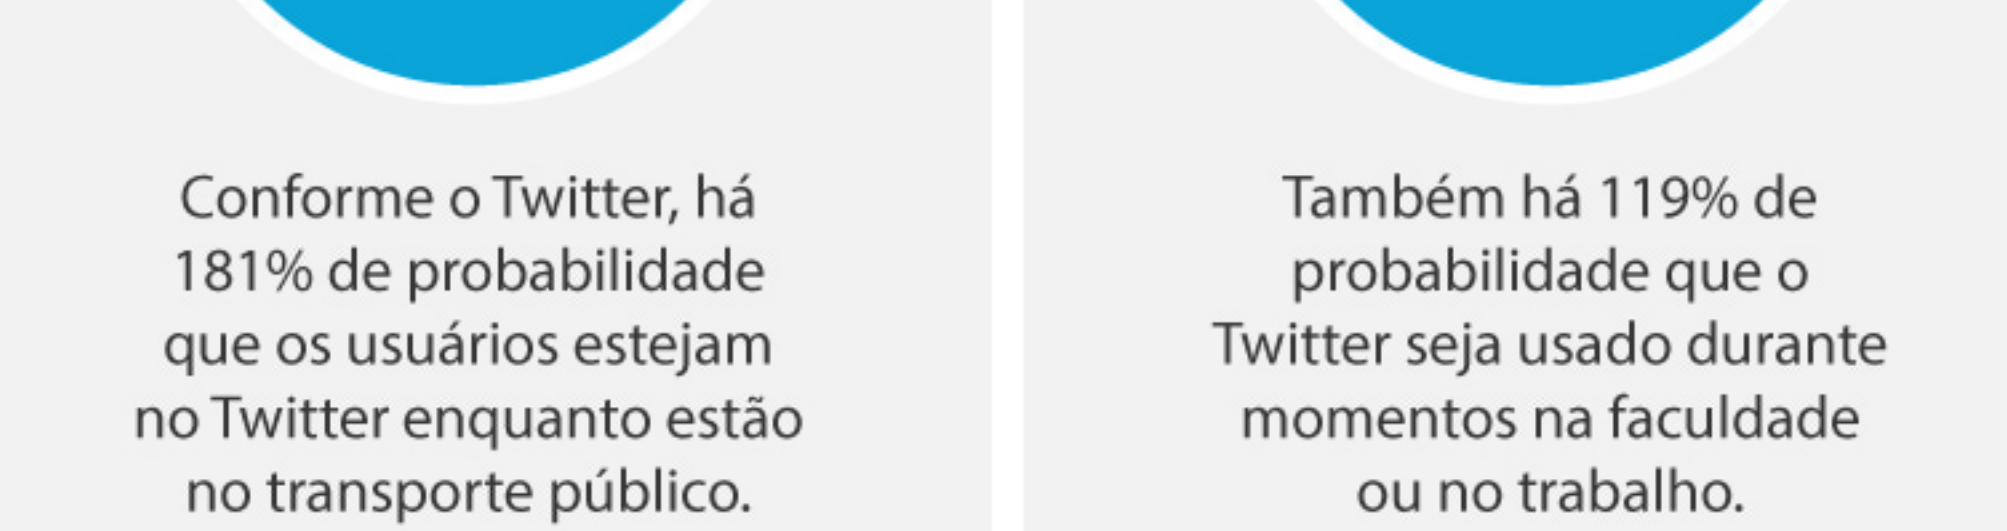 Conforme o Twitter, há
181% de probabilidade
que os usuários estejam
no Twitter enquanto estão
no transporte público.
Também há 119% de
probabilidade que o
Twitter seja usado durante
momentos na faculdade
ou no trabalho.